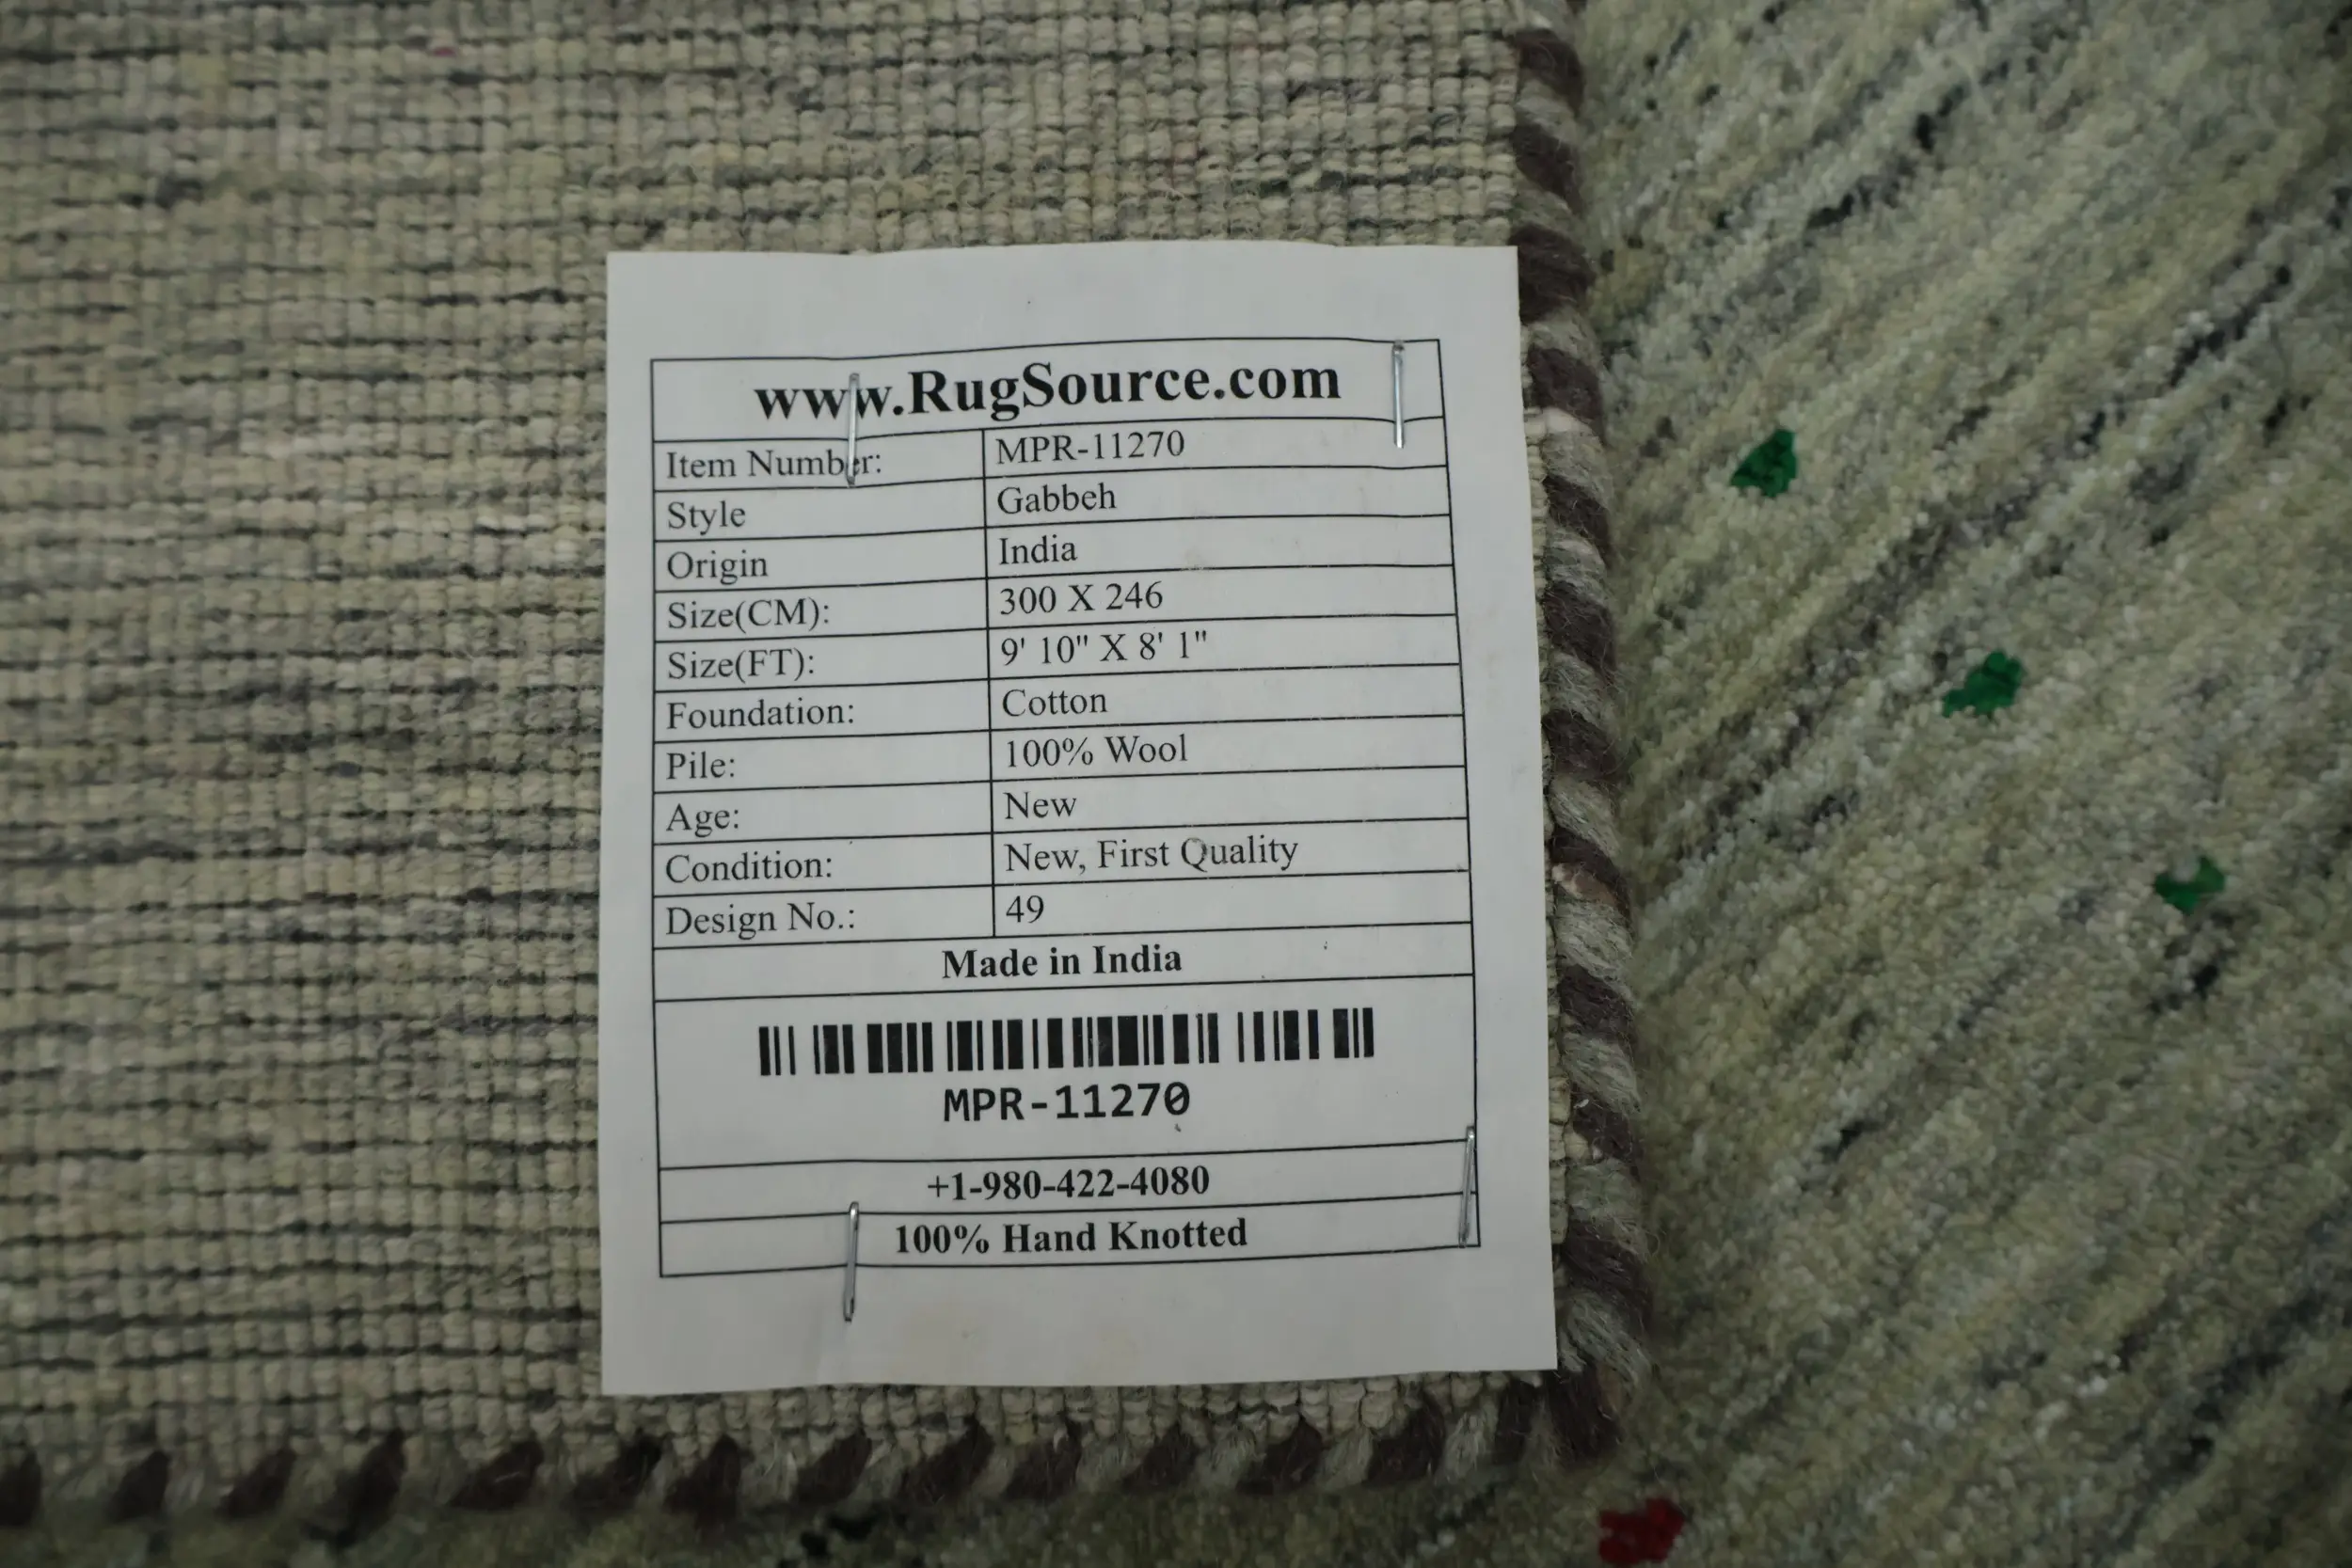 www.RugSource.com
Item Number: MPR-11270
Style Gabbeh
Origin India
Size(CM): 300 X 246
Size(FT): 9' 10" X 8' 1"
Foundation: Cotton
Pile: 100% Wool
Age: New
Condition: New, First Quality
Design No.: 49
Made in India
MPR-11270
+1-980-422-4080
100% Hand Knotted